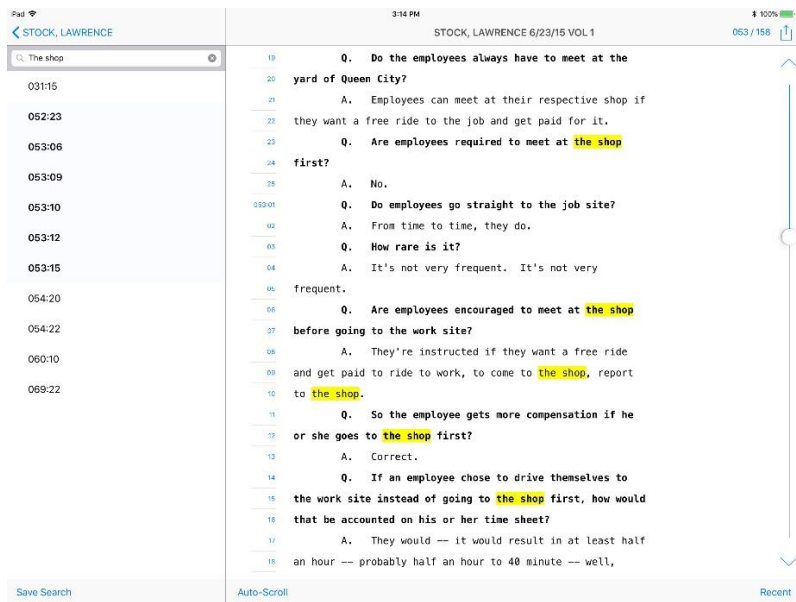 iPad
3:14 PM
100%
STOCK, LAWRENCE
STOCK, LAWRENCE 6/23/15 VOL 1
053 / 158
The shop
031:15
052:23
053:06
053:09
053:10
053:12
053:15
054:20
054:22
060:10
069:22
19 Q. Do the employees always have to meet at the
20 yard of Queen City?
21 A. Employees can meet at their respective shop if
22 they want a free ride to the job and get paid for it.
23 Q. Are employees required to meet at the shop
24 first?
25 A. No.
053:01 Q. Do employees go straight to the job site?
02 A. From time to time, they do.
03 Q. How rare is it?
04 A. It's not very frequent. It's not very
05 frequent.
06 Q. Are employees encouraged to meet at the shop
07 before going to the work site?
08 A. They're instructed if they want a free ride
09 and get paid to ride to work, to come to the shop, report
10 to the shop.
11 Q. So the employee gets more compensation if he
12 or she goes to the shop first?
13 A. Correct.
14 Q. If an employee chose to drive themselves to
15 the work site instead of going to the shop first, how would
16 that be accounted on his or her time sheet?
17 A. They would -- it would result in at least half
18 an hour -- probably half an hour to 40 minute -- well,
Save Search
Auto-Scroll
Recent